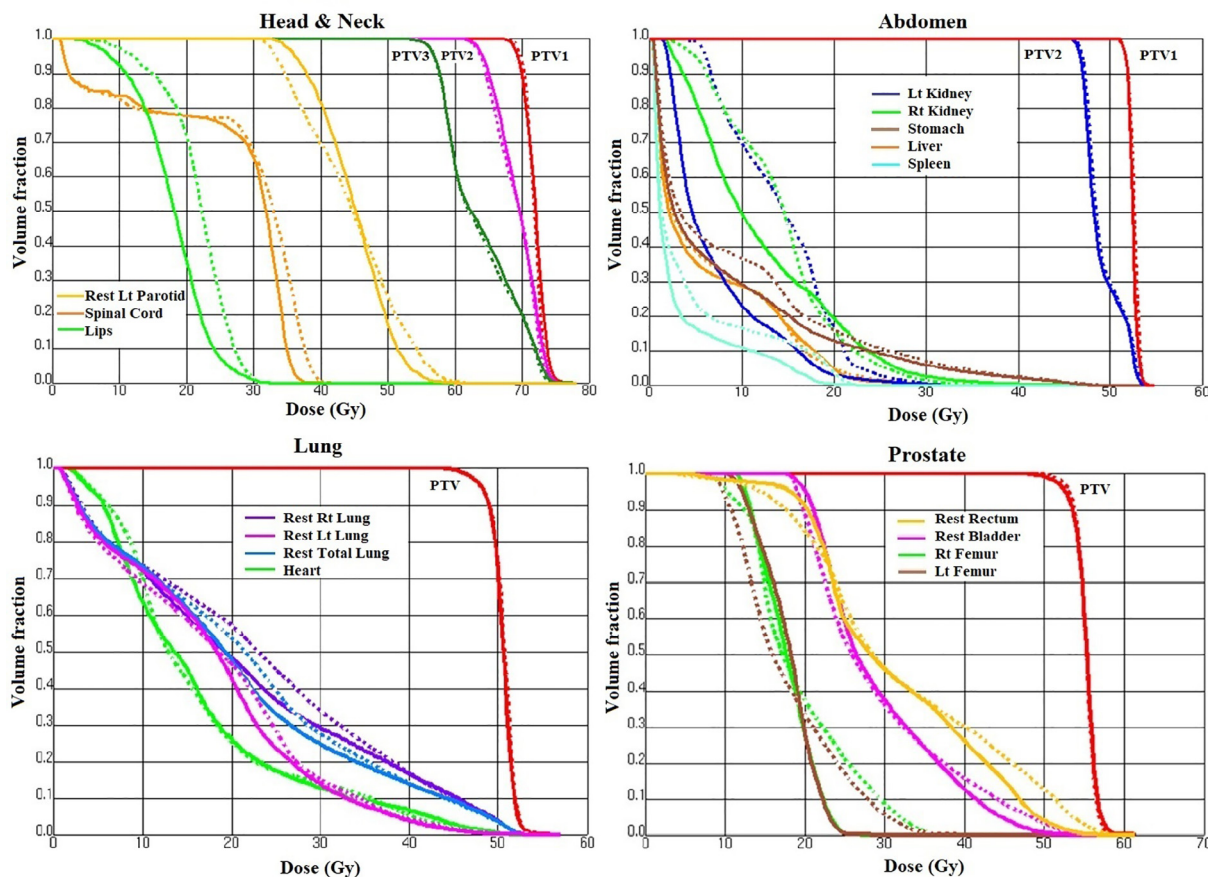 Head & Neck
1.0
0.9
0.8
0.7
0.6
0.5
0.4
0.3
0.2
0.1
0.0
Volume fraction
PTV3 PTV2 PTV1
Rest Lt Parotid
Spinal Cord
Lips
10 20 30 40 50 60 70 80
Dose (Gy)
Abdomen
1.0
0.9
0.8
0.7
0.6
0.5
0.4
0.3
0.2
0.1
0.0
Volume fraction
PTV2 PTV1
Lt Kidney
Rt Kidney
Stomach
Liver
Spleen
0 10 20 30 40 50 60
Dose (Gy)
Lung
1.0
0.9
0.8
0.7
0.6
0.5
0.4
0.3
0.2
0.1
0.0
Volume fraction
PTV
Rest Rt Lung
Rest Lt Lung
Rest Total Lung
Heart
10 20 30 40 50 60
Dose (Gy)
Prostate
1.0
0.9
0.8
0.7
0.6
0.5
0.4
0.3
0.2
0.1
0.0
Volume fraction
PTV
Rest Rectum
Rest Bladder
Rt Femur
Lt Femur
10 20 30 40 50 60 70
Dose (Gy)